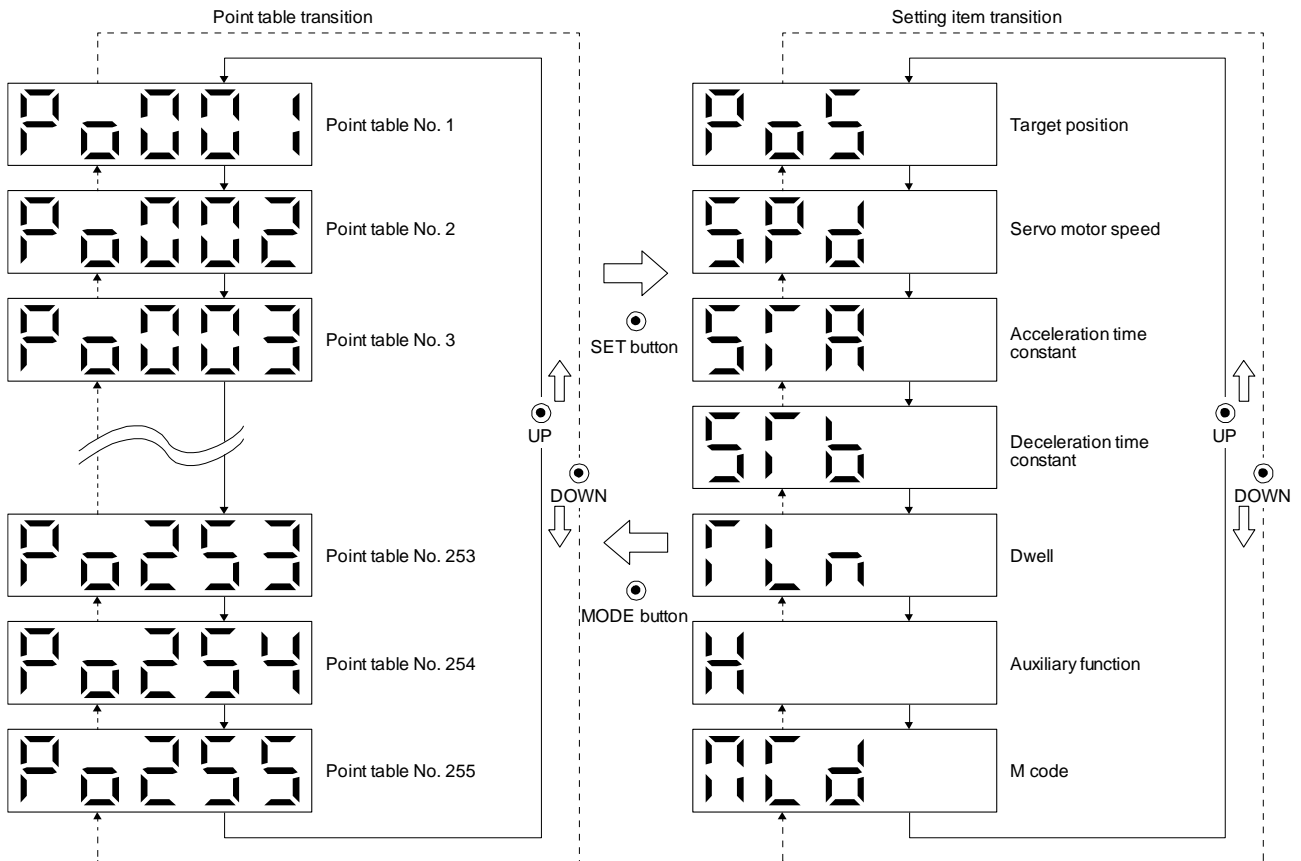 Point table transition
Setting item transition
Po001
Point table No. 1
Po002
Point table No. 2
Po003
Point table No. 3
Po253
Point table No. 253
Po254
Point table No. 254
Po255
Point table No. 255
UP
DOWN
SET button
MODE button
PoS
Target position
SPd
Servo motor speed
STA
Acceleration time
constant
STb
Deceleration time
constant
TLn
Dwell
H
Auxiliary function
MCd
M code
UP
DOWN